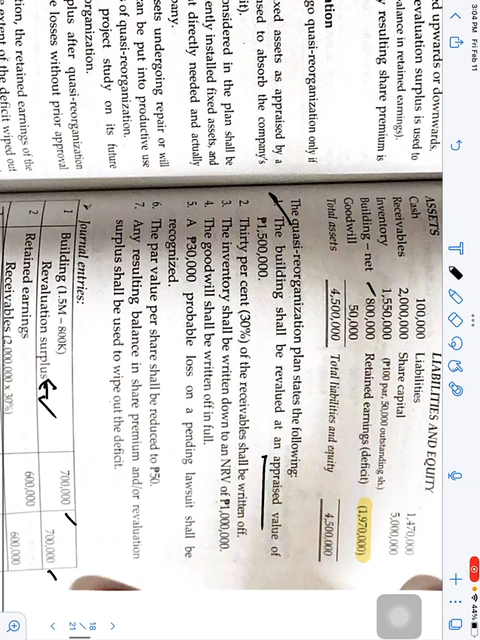 3:04 PM Fri Feb 11
44%
18
21
d upwards or downwards.
evaluation surplus is used to
alance in retained earnings).
y resulting share premium is
ation
go quasi-reorganization only if
xed assets as appraised by a
used to absorb the company's
it).
onsidered in the plan shall be
ently installed fixed assets, and
t directly needed and actually
pany.
sets undergoing repair or will
an be put into productive use
of quasi-reorganization.
project study on its future
organization.
plus after quasi-reorganization
e losses without prior approval
tion, the retained earnings of the
e extent of the deficit wiped out
ASSETS LIABILITIES AND EQUITY
Cash 100,000 Liabilities 1,470,000
Receivables 2,000,000 Share capital 5,000,000
Inventory 1,550,000 (₱100 par, 50,000 outstanding sh.)
Building – net 800,000 Retained earnings (deficit) (1,970,000)
Goodwill 50,000
Total assets 4,500,000 Total liabilities and equity 4,500,000
The quasi-reorganization plan states the following:
1. The building shall be revalued at an appraised value of
₱1,500,000.
2. Thirty per cent (30%) of the receivables shall be written off.
3. The inventory shall be written down to an NRV of ₱1,000,000.
4. The goodwill shall be written off in full.
5. A ₱30,000 probable loss on a pending lawsuit shall be
recognized.
6. The par value per share shall be reduced to ₱50.
7. Any resulting balance in share premium and/or revaluation
surplus shall be used to wipe out the deficit.
➢ Journal entries:
1 Building (1.5M – 800K) 700,000
Revaluation surplus 700,000
2 Retained earnings 600,000
Receivables (2,000,000 x 30%) 600,000